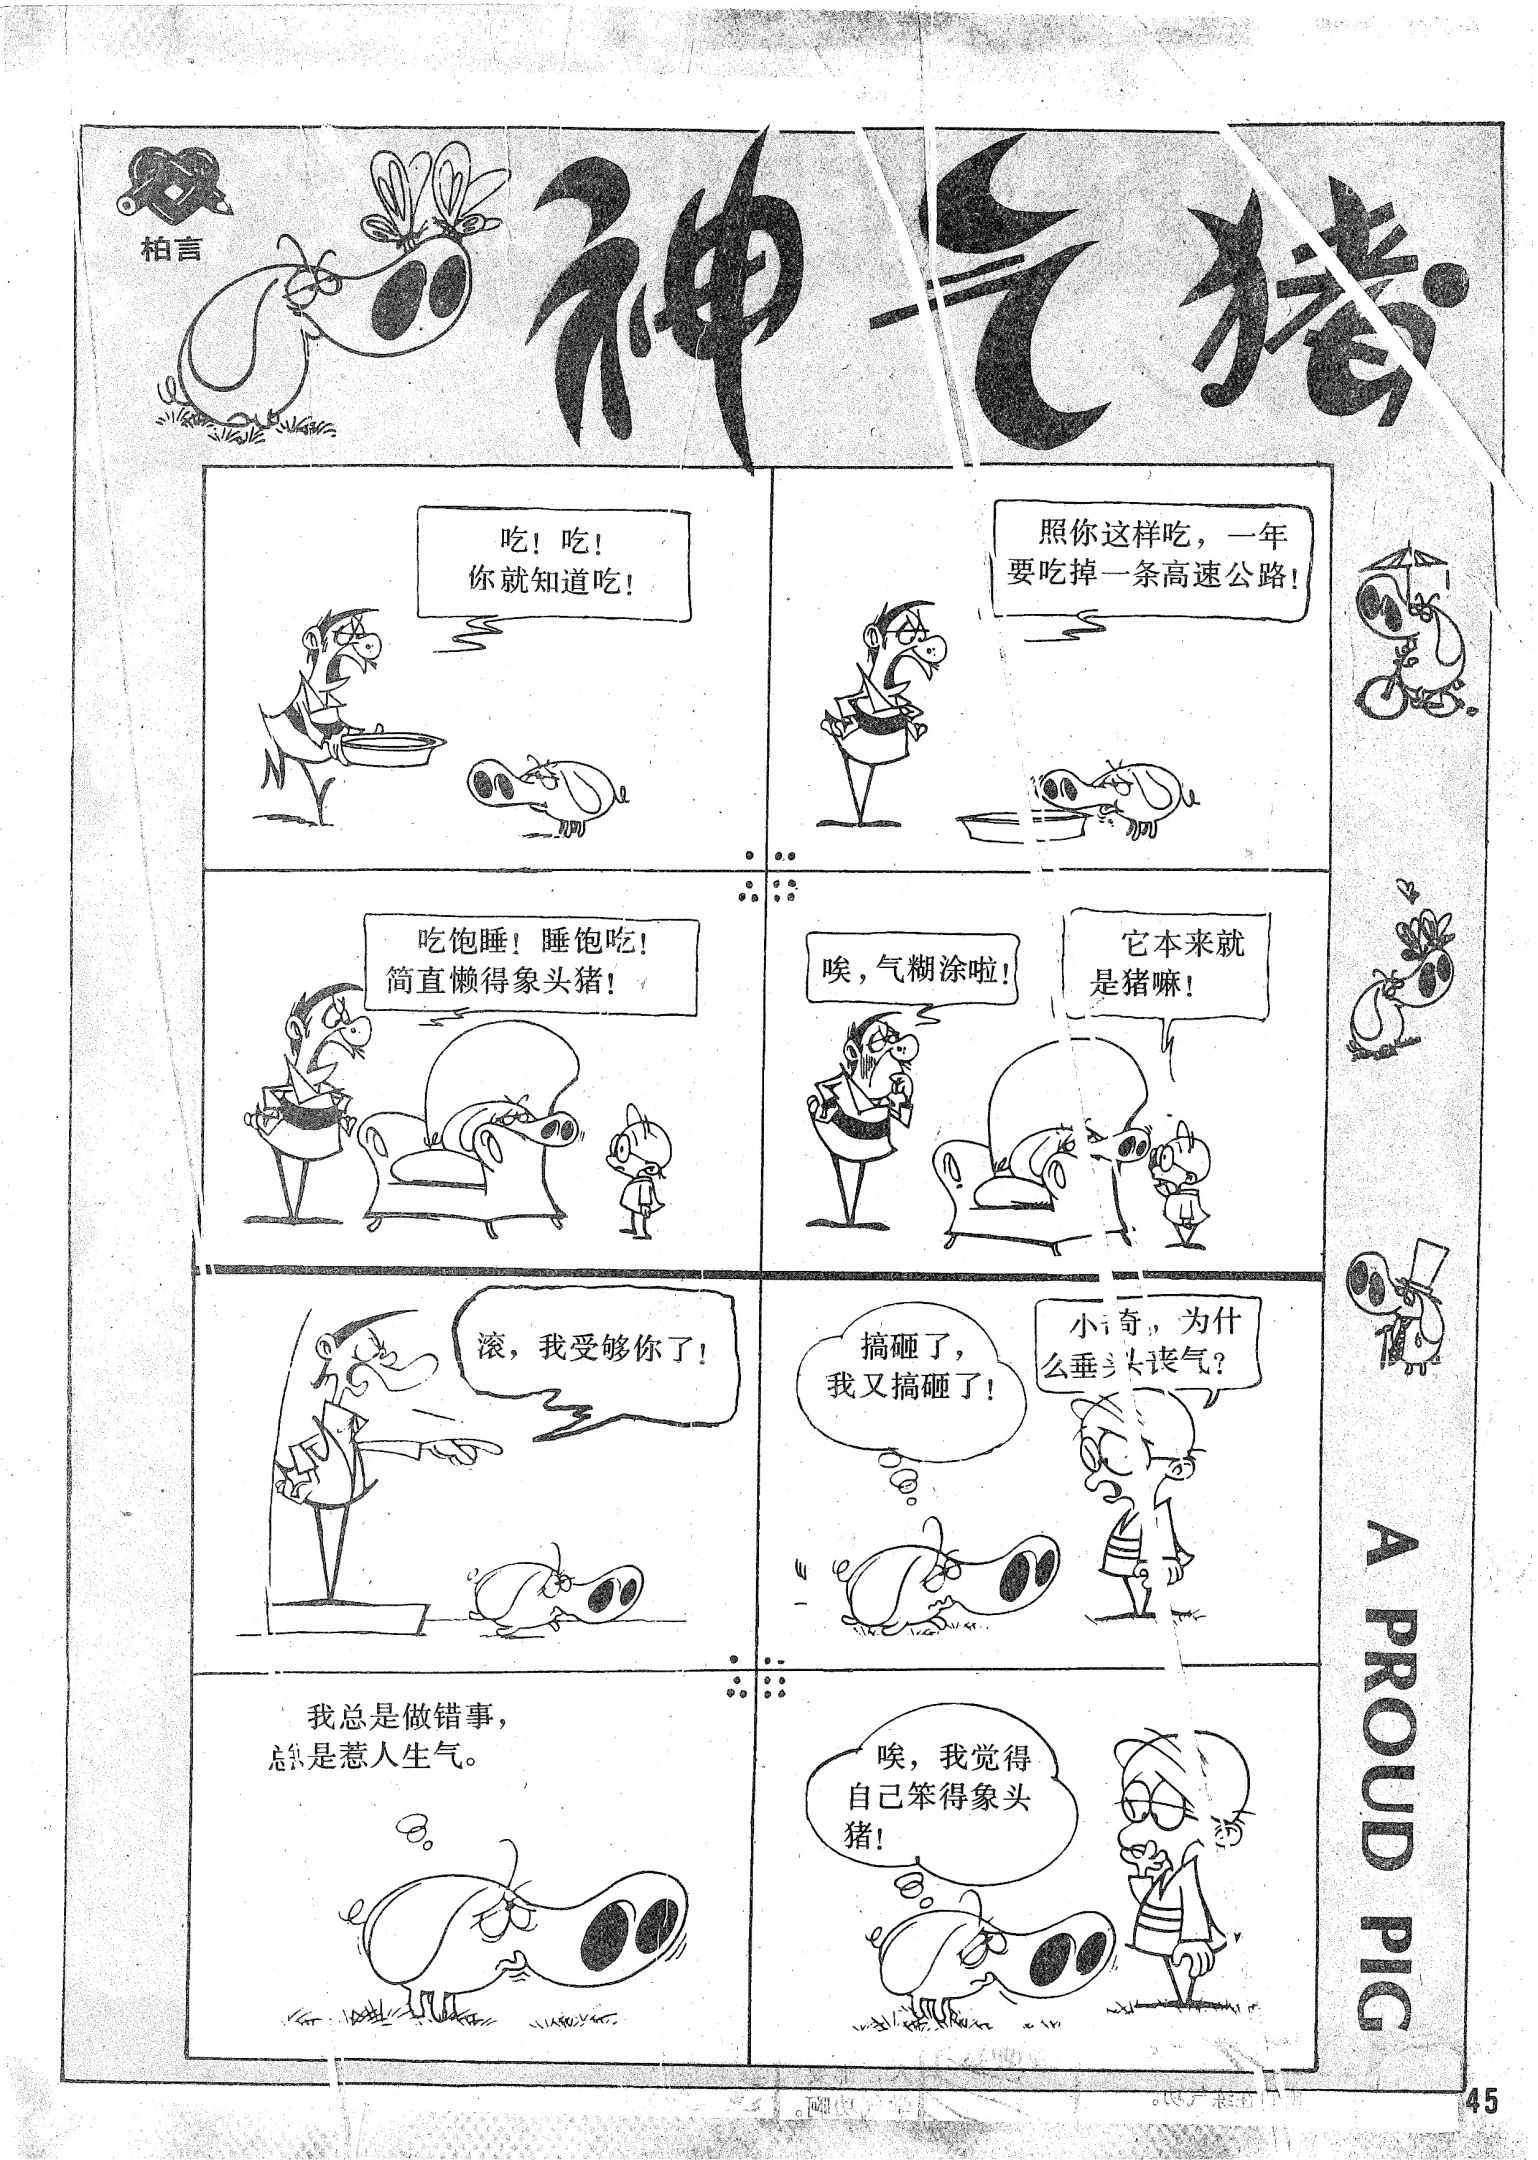 柏言
神气猪
吃！吃！
你就知道吃！
照你这样吃，一年
要吃掉一条高速公路！
吃饱睡！睡饱吃！
简直懒得象头猪！
唉，气糊涂啦！
它本来就
是猪嘛！
滚，我受够你了！
搞砸了，
我又搞砸了！
小奇，为什
么垂头丧气？
我总是做错事，
总是惹人生气。
唉，我觉得
自己笨得象头
猪！
A PROUD PIG
45